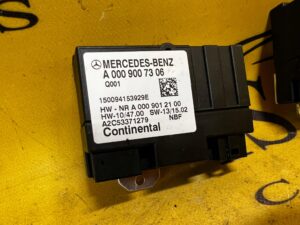 MERCEDES-BENZ
A 000 900 73 06
Q001
150094153929E
HW - NR A 000 901 21 00
HW-10/47.00 SW-13/15.02
A2C53371279 NBF
Continental